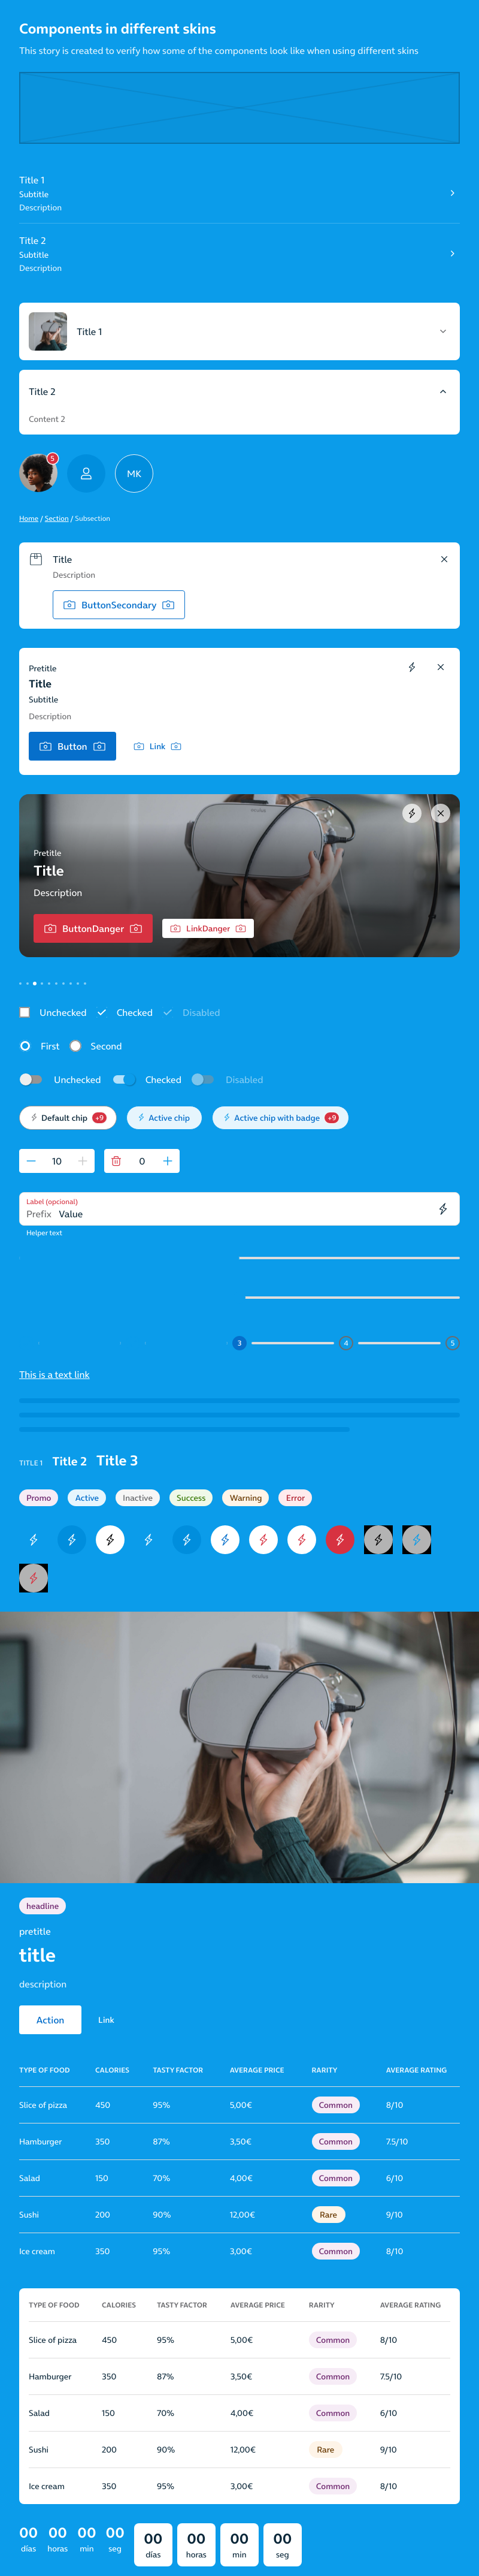 Components in different skins
This story is created to verify how some of the components look like when using different skins
Title 1
Subtitle
Description
Title 2
Subtitle
Description
Title 1
Title 2
Content 2
5
MK
Home / Section / Subsection
Title
Description
ButtonSecondary
Pretitle
Title
Subtitle
Description
Button Link
oculus
Pretitle
Title
Description
ButtonDanger LinkDanger
Unchecked Checked Disabled
First Second
Unchecked Checked Disabled
Default chip +9 Active chip Active chip with badge +9
10 0
Label (optional)
Prefix Value
Helper text
3 4 5
This is a text link
TITLE 1 Title 2 Title 3
Promo Active Inactive Success Warning Error
oculus
headline
pretitle
title
description
Action Link
TYPE OF FOOD CALORIES TASTY FACTOR AVERAGE PRICE RARITY AVERAGE RATING
Slice of pizza 450 95% 5,00€ Common 8/10
Hamburger 350 87% 3,50€ Common 7.5/10
Salad 150 70% 4,00€ Common 6/10
Sushi 200 90% 12,00€ Rare 9/10
Ice cream 350 95% 3,00€ Common 8/10
TYPE OF FOOD CALORIES TASTY FACTOR AVERAGE PRICE RARITY AVERAGE RATING
Slice of pizza 450 95% 5,00€ Common 8/10
Hamburger 350 87% 3,50€ Common 7.5/10
Salad 150 70% 4,00€ Common 6/10
Sushi 200 90% 12,00€ Rare 9/10
Ice cream 350 95% 3,00€ Common 8/10
00 00 00 00 00 00 00 00
días horas min seg días horas min seg